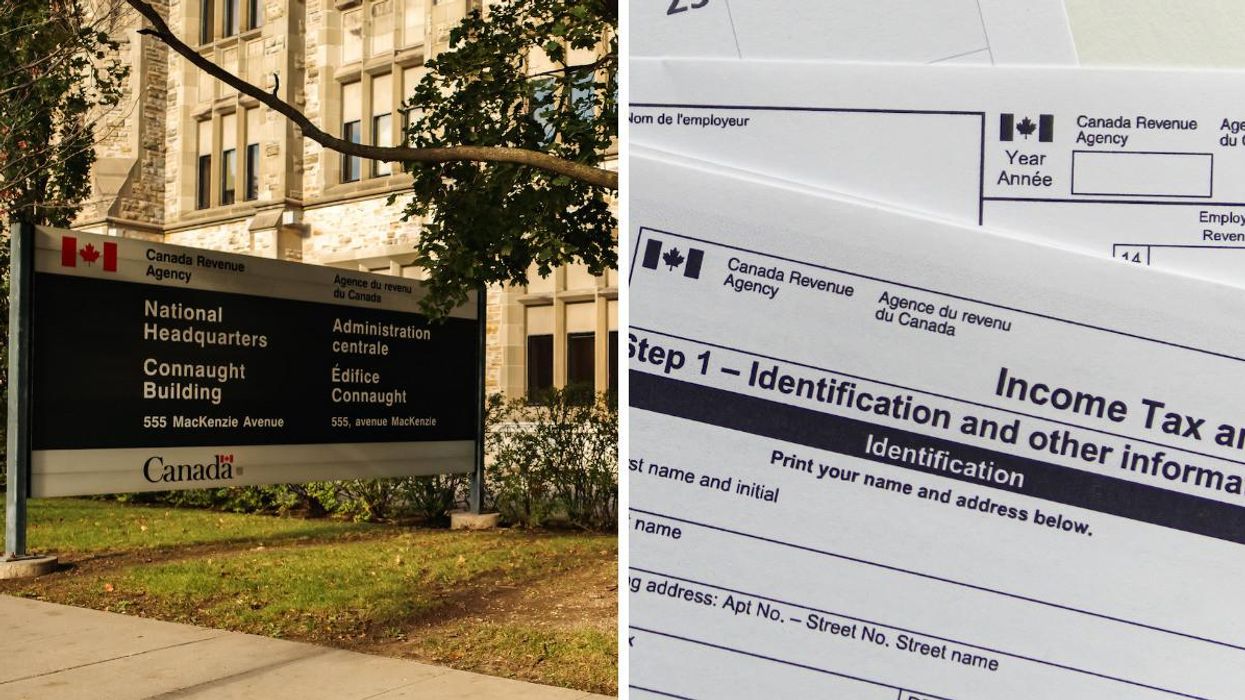 Canada Revenue
Agency
Agence du revenu
du Canada
National
Headquarters
Administration
centrale
Connaught
Building
Édifice
Connaught
555 MacKenzie Avenue
555, avenue MacKenzie
Canada
25
Nom de l'employeur
Canada Revenue
Agency
Year
Année
14
Canada Revenue
Agency
Agence du revenu
du Canada
Income Tax
Step 1 – Identification and other
Identification
Print your name and address below.
name and initial
name
address: Apt No. – Street No. Street name